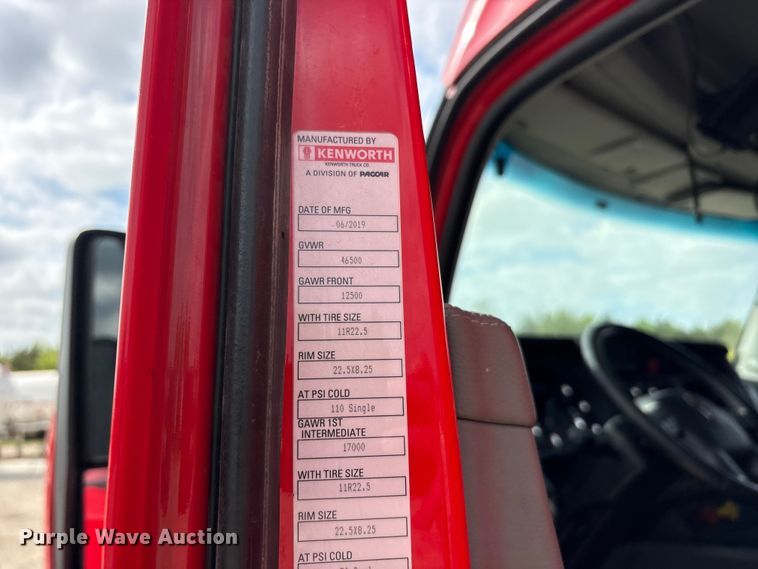 MANUFACTURED BY
KENWORTH
KENWORTH TRUCK CO.
A DIVISION OF PACCAR
DATE OF MFG
06/2019
GVWR
46500
GAWR FRONT
12500
WITH TIRE SIZE
11R22.5
RIM SIZE
22.5X8.25
AT PSI COLD
110 Single
GAWR 1ST
INTERMEDIATE
17000
WITH TIRE SIZE
11R22.5
RIM SIZE
22.5X8.25
AT PSI COLD
Purple Wave Auction